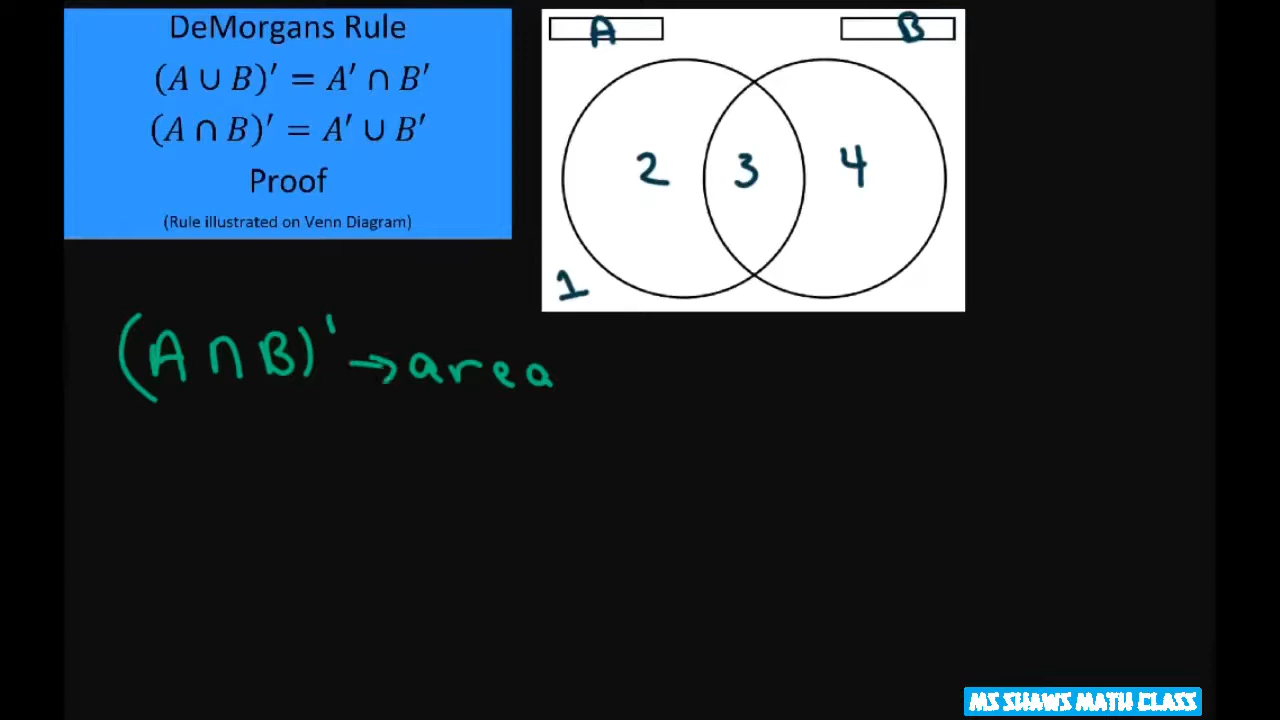 DeMorgans Rule
(A ∪ B)′ = A′ ∩ B′
(A ∩ B)′ = A′ ∪ B′
Proof
(Rule illustrated on Venn Diagram)
A B
2 3 4
1
(A ∩ B)' → area
MS SHAWS MATH CLASS